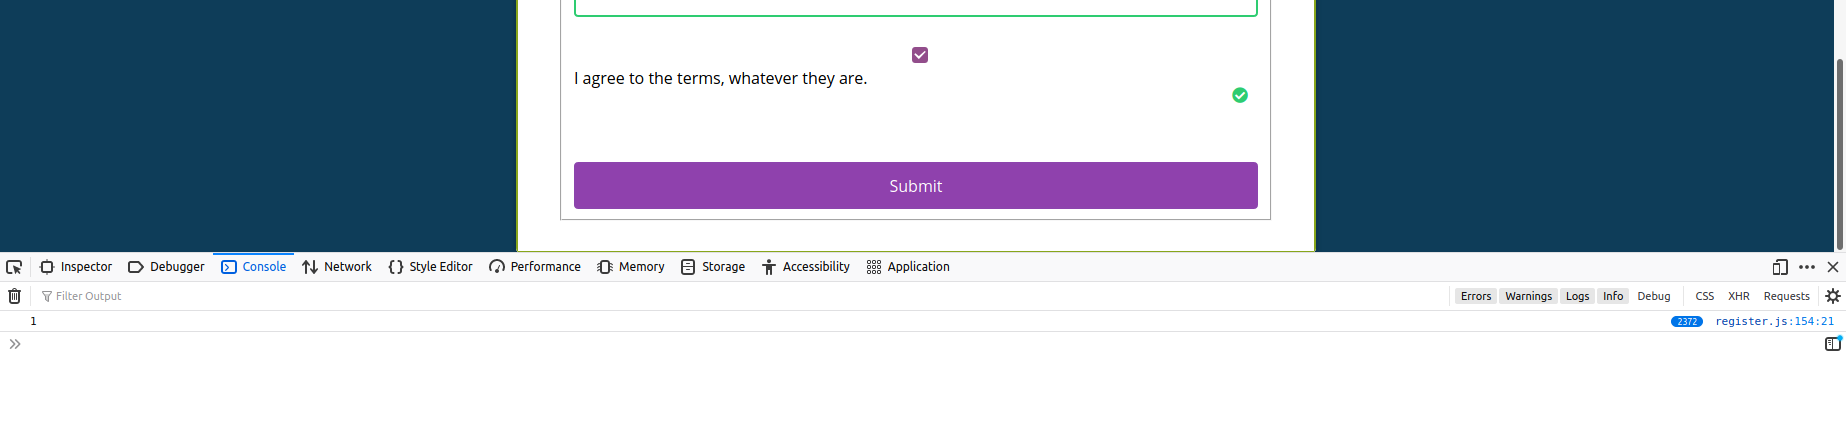 I agree to the terms, whatever they are.
Submit
Inspector Debugger Console Network Style Editor Performance Memory Storage Accessibility Application
Filter Output Errors Warnings Logs Info Debug CSS XHR Requests
1 2372 register.js:154:21